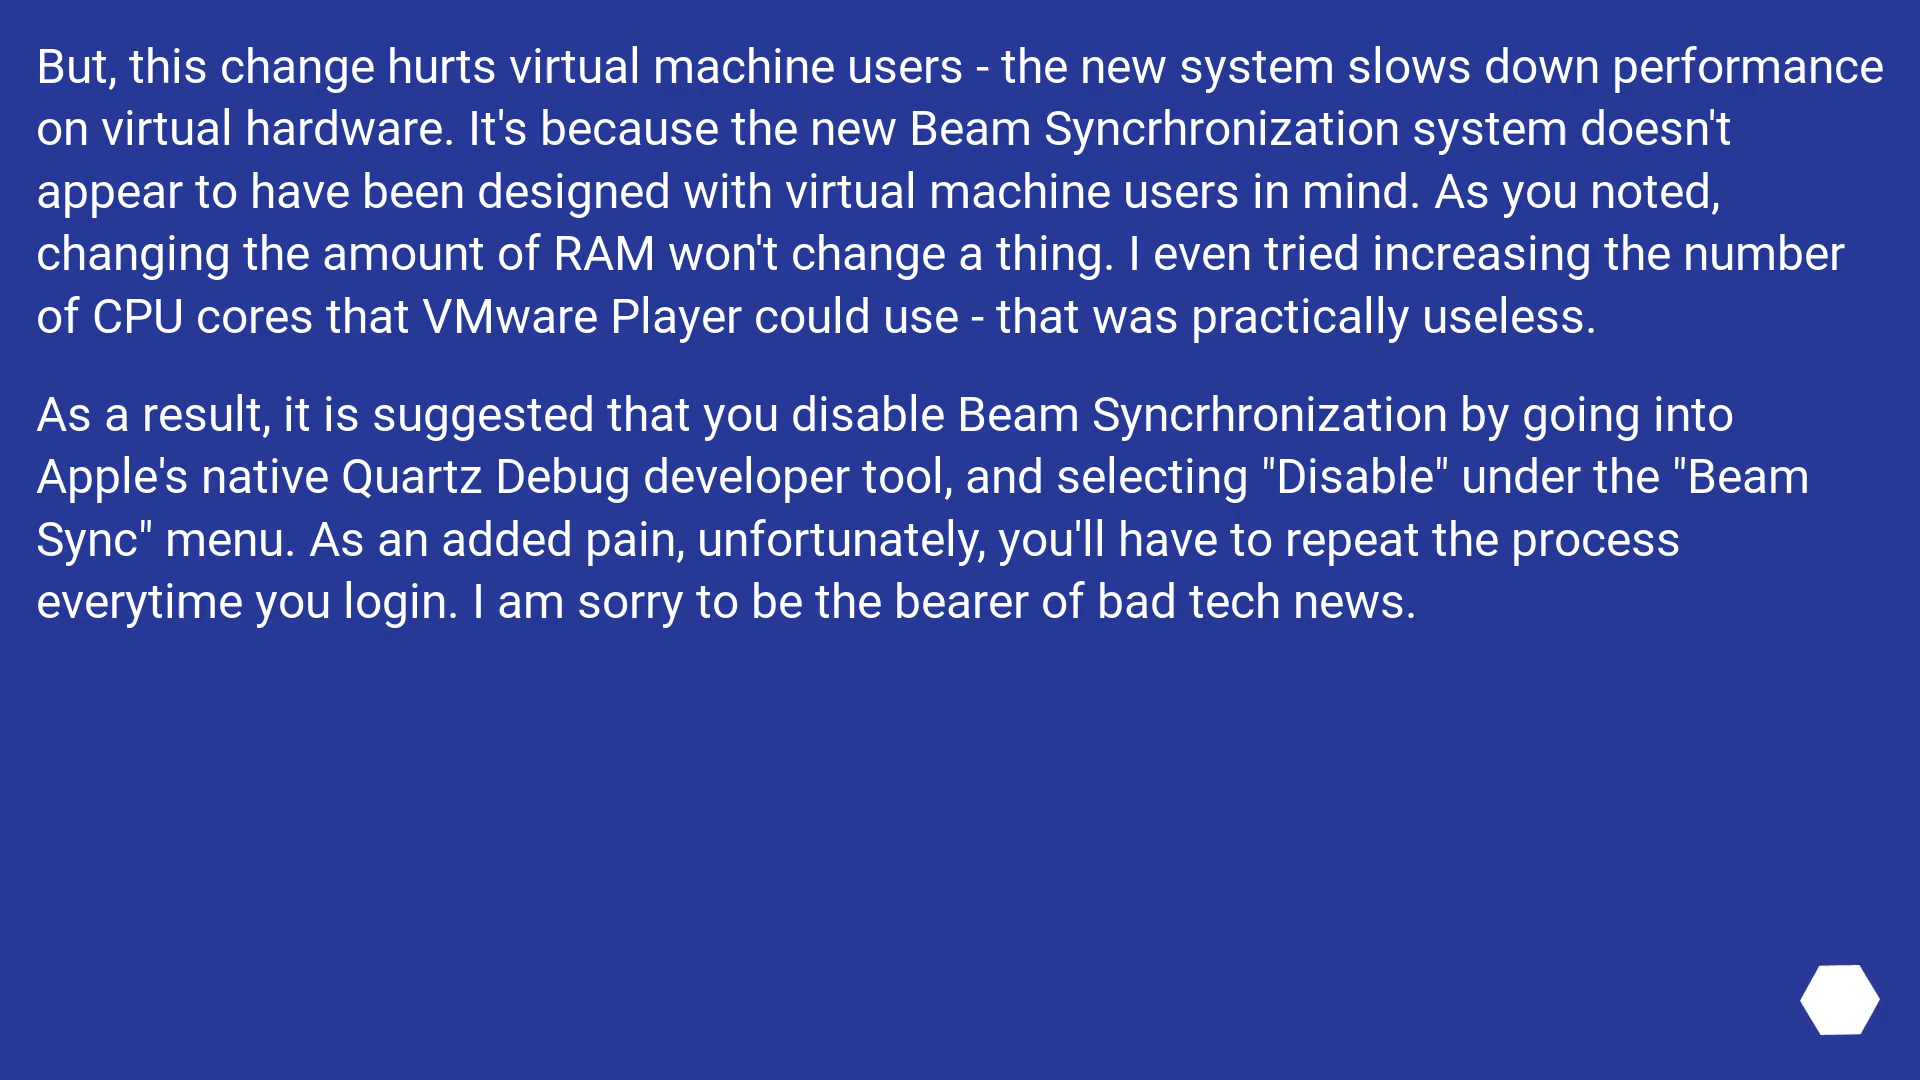 But, this change hurts virtual machine users - the new system slows down performance
on virtual hardware. It's because the new Beam Syncrhronization system doesn't
appear to have been designed with virtual machine users in mind. As you noted,
changing the amount of RAM won't change a thing. I even tried increasing the number
of CPU cores that VMware Player could use - that was practically useless.
As a result, it is suggested that you disable Beam Syncrhronization by going into
Apple's native Quartz Debug developer tool, and selecting "Disable" under the "Beam
Sync" menu. As an added pain, unfortunately, you'll have to repeat the process
everytime you login. I am sorry to be the bearer of bad tech news.